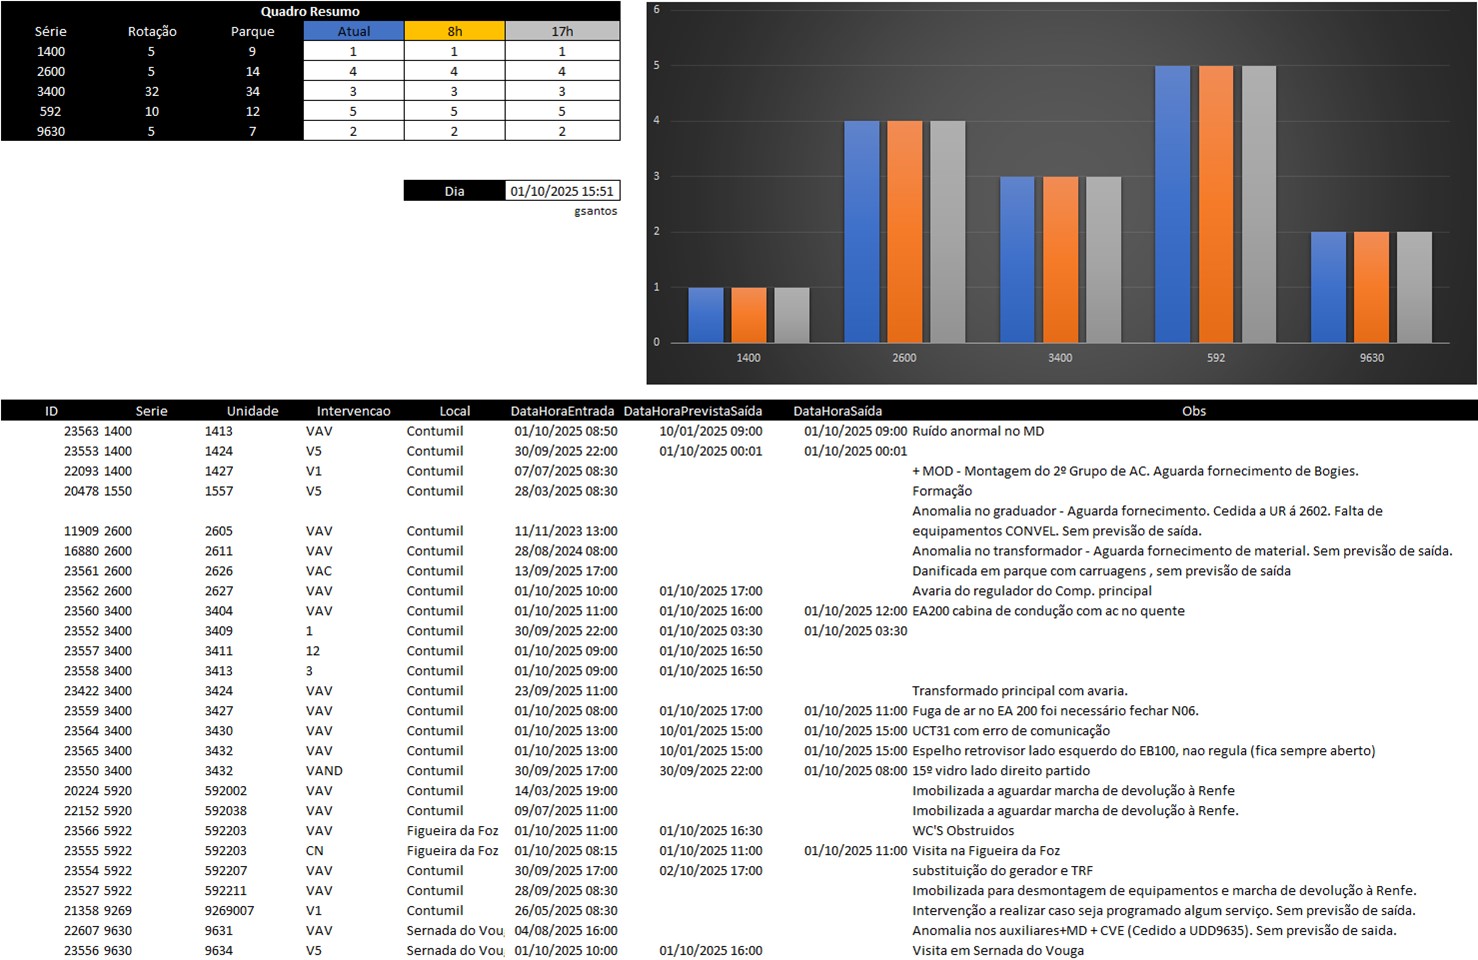 Quadro Resumo
Série Rotação Parque Atual 8h 17h
1400 5 9 1 1 1
2600 5 14 4 4 4
3400 32 34 3 3 3
592 10 12 5 5 5
9630 5 7 2 2 2
Dia 01/10/2025 15:51
gsantos
6
5
4
3
2
1
0
1400 2600 3400 592 9630
ID Serie Unidade Intervencao Local DataHoraEntrada DataHoraPrevistaSaída DataHoraSaída Obs
23563 1400 1413 VAV Contumil 01/10/2025 08:50 10/01/2025 09:00 01/10/2025 09:00 Ruído anormal no MD
23553 1400 1424 V5 Contumil 30/09/2025 22:00 01/10/2025 00:01 01/10/2025 00:01
22093 1400 1427 V1 Contumil 07/07/2025 08:30 + MOD - Montagem do 2º Grupo de AC. Aguarda fornecimento de Bogies.
20478 1550 1557 V5 Contumil 28/03/2025 08:30 Formação
Anomalia no graduador - Aguarda fornecimento. Cedida a UR á 2602. Falta de
11909 2600 2605 VAV Contumil 11/11/2023 13:00 equipamentos CONVEL. Sem previsão de saída.
16880 2600 2611 VAV Contumil 28/08/2024 08:00 Anomalia no transformador - Aguarda fornecimento de material. Sem previsão de saída.
23561 2600 2626 VAC Contumil 13/09/2025 17:00 Danificada em parque com carruagens , sem previsão de saída
23562 2600 2627 VAV Contumil 01/10/2025 10:00 01/10/2025 17:00 Avaria do regulador do Comp. principal
23560 3400 3404 VAV Contumil 01/10/2025 11:00 01/10/2025 16:00 01/10/2025 12:00 EA200 cabina de condução com ac no quente
23552 3400 3409 1 Contumil 30/09/2025 22:00 01/10/2025 03:30 01/10/2025 03:30
23557 3400 3411 12 Contumil 01/10/2025 09:00 01/10/2025 16:50
23558 3400 3413 3 Contumil 01/10/2025 09:00 01/10/2025 16:50
23422 3400 3424 VAV Contumil 23/09/2025 11:00 Transformado principal com avaria.
23559 3400 3427 VAV Contumil 01/10/2025 08:00 01/10/2025 17:00 01/10/2025 11:00 Fuga de ar no EA 200 foi necessário fechar N06.
23564 3400 3430 VAV Contumil 01/10/2025 13:00 10/01/2025 15:00 01/10/2025 15:00 UCT31 com erro de comunicação
23565 3400 3432 VAV Contumil 01/10/2025 13:00 10/01/2025 15:00 01/10/2025 15:00 Espelho retrovisor lado esquerdo do EB100, nao regula (fica sempre aberto)
23550 3400 3432 VAND Contumil 30/09/2025 17:00 30/09/2025 22:00 01/10/2025 08:00 15º vidro lado direito partido
20224 5920 592002 VAV Contumil 14/03/2025 19:00 Imobilizada a aguardar marcha de devolução à Renfe
22152 5920 592038 VAV Contumil 09/07/2025 11:00 Imobilizada a aguardar marcha de devolução à Renfe.
23566 5922 592203 VAV Figueira da Foz 01/10/2025 11:00 01/10/2025 16:30 WC'S Obstruidos
23555 5922 592203 CN Figueira da Foz 01/10/2025 08:15 01/10/2025 11:00 01/10/2025 11:00 Visita na Figueira da Foz
23554 5922 592207 VAV Contumil 30/09/2025 17:00 02/10/2025 17:00 substituição do gerador e TRF
23527 5922 592211 VAV Contumil 28/09/2025 08:30 Imobilizada para desmontagem de equipamentos e marcha de devolução à Renfe.
21358 9269 9269007 V1 Contumil 26/05/2025 08:30 Intervenção a realizar caso seja programado algum serviço. Sem previsão de saída.
22607 9630 9631 VAV Sernada do Voug 04/08/2025 16:00 Anomalia nos auxiliares+MD + CVE (Cedido a UDD9635). Sem previsão de saida.
23556 9630 9634 V5 Sernada do Voug 01/10/2025 10:00 01/10/2025 16:00 Visita em Sernada do Vouga